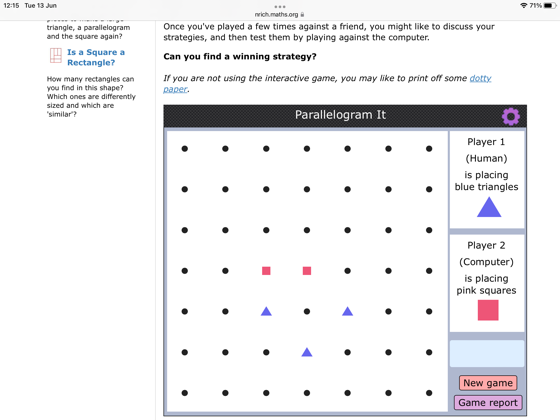 12:15 Tue 13 Jun
nrich.maths.org
71%
triangle, a parallelogram
and the square again?
Is a Square a
Rectangle?
How many rectangles can
you find in this shape?
Which ones are differently
sized and which are
'similar'?
Once you've played a few times against a friend, you might like to discuss your
strategies, and then test them by playing against the computer.
Can you find a winning strategy?
If you are not using the interactive game, you may like to print off some dotty
paper.
Parallelogram It
Player 1
(Human)
is placing
blue triangles
Player 2
(Computer)
is placing
pink squares
New game
Game report